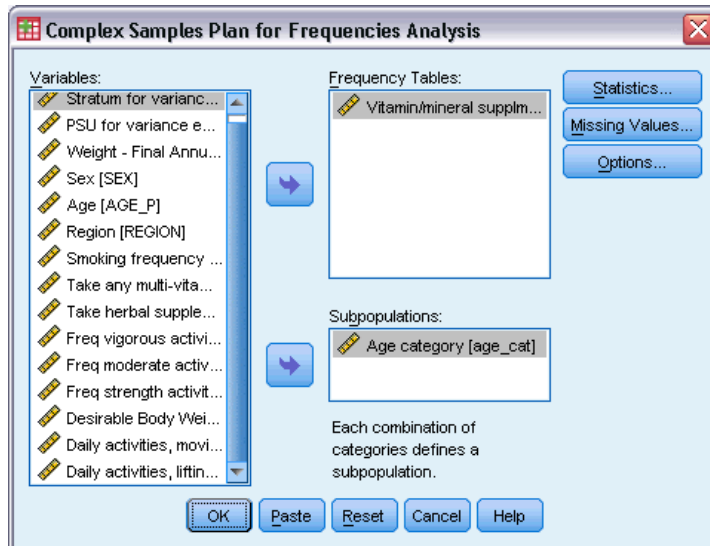 Complex Samples Plan for Frequencies Analysis
Variables:
Stratum for varianc...
PSU for variance e...
Weight - Final Annu...
Sex [SEX]
Age [AGE_P]
Region [REGION]
Smoking frequency ...
Take any multi-vita...
Take herbal supple...
Freq vigorous activi...
Freq moderate activ...
Freq strength activit...
Desirable Body Wei...
Daily activities, movi...
Daily activities, liftin...
Frequency Tables:
Vitamin/mineral supplm...
Subpopulations:
Age category [age_cat]
Each combination of
categories defines a
subpopulation.
Statistics...
Missing Values...
Options...
OK
Paste
Reset
Cancel
Help